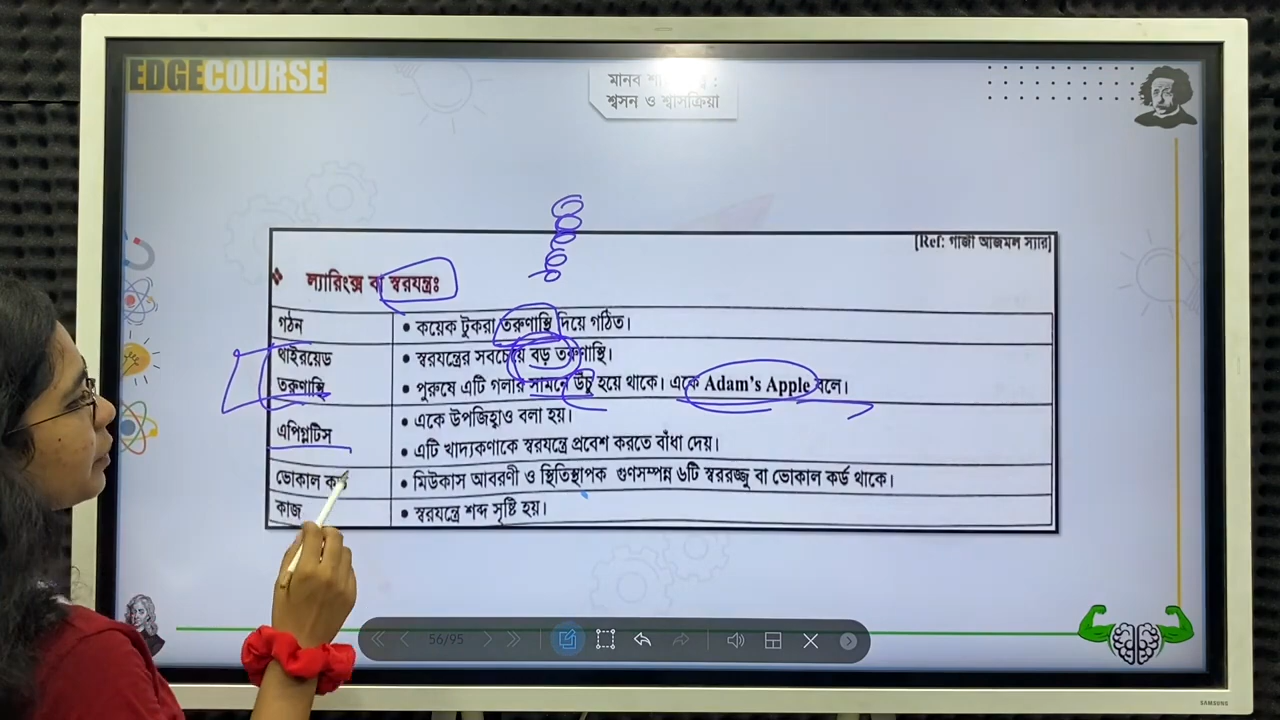 EDGECOURSE
মানব শা :
শ্বসন ও শ্বাসক্রিয়া
[Ref: গাজী আজমল স্যার]
❖ ল্যারিংক্স বা স্বরযন্ত্রঃ
গঠন
• কয়েক টুকরা তরুণাস্থি দিয়ে গঠিত।
থাইরয়েড
তরুণাস্থি
• স্বরযন্ত্রের সবচেয়ে বড় তরুণাস্থি।
• পুরুষে এটি গলার সামনে উঁচু হয়ে থাকে। একে Adam's Apple বলে।
এপিগ্লটিস
• একে উপজিহ্বাও বলা হয়।
• এটি খাদ্যকণাকে স্বরযন্ত্রে প্রবেশ করতে বাঁধা দেয়।
ভোকাল কর্ড
• মিউকাস আবরণী ও স্থিতিস্থাপক গুণসম্পন্ন ৬টি স্বররজ্জু বা ভোকাল কর্ড থাকে।
কাজ
• স্বরযন্ত্রে শব্দ সৃষ্টি হয়।
56/95
SAMSUNG